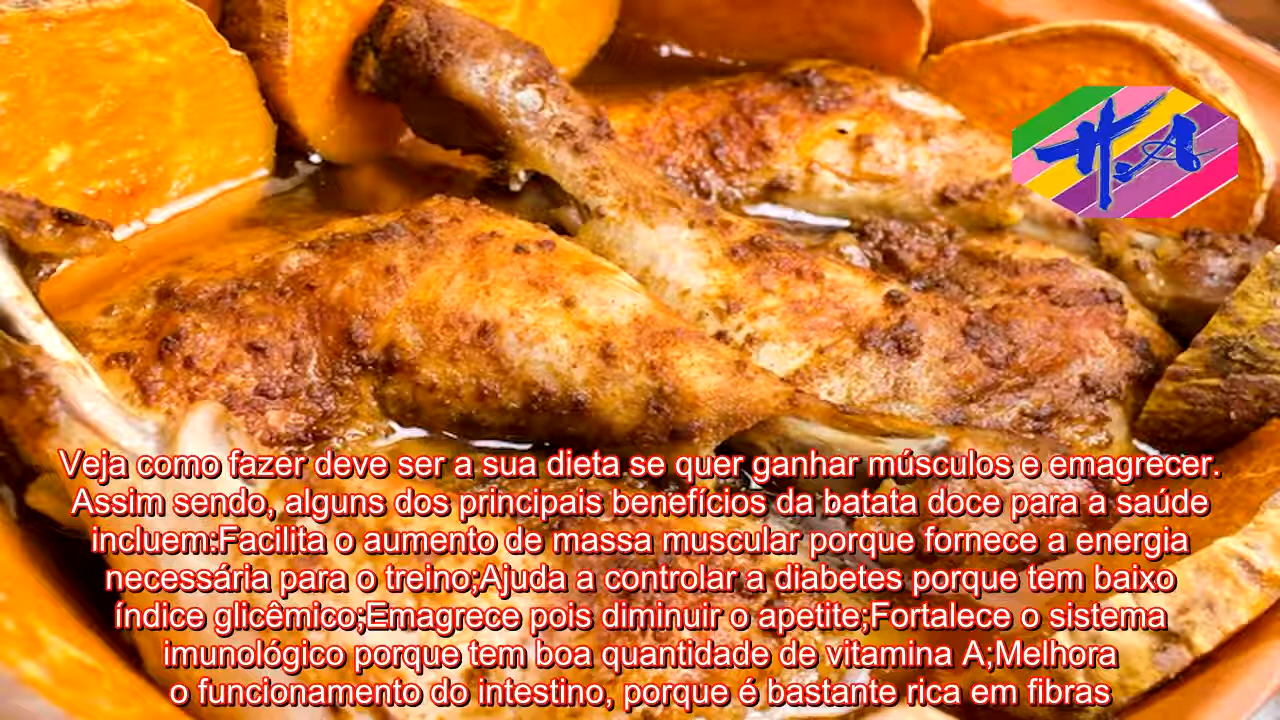 H.A
Veja como fazer deve ser a sua dieta se quer ganhar músculos e emagrecer.
Assim sendo, alguns dos principais benefícios da batata doce para a saúde
incluem:Facilita o aumento de massa muscular porque fornece a energia
necessária para o treino;Ajuda a controlar a diabetes porque tem baixo
índice glicêmico;Emagrece pois diminuir o apetite;Fortalece o sistema
imunológico porque tem boa quantidade de vitamina A;Melhora
o funcionamento do intestino, porque é bastante rica em fibras